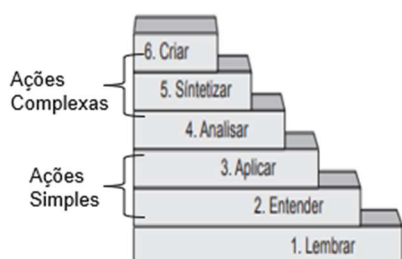 6. Criar
Ações
Complexas
5. Síntetizar
4. Analisar
3. Aplicar
Ações
Simples
2. Entender
1. Lembrar